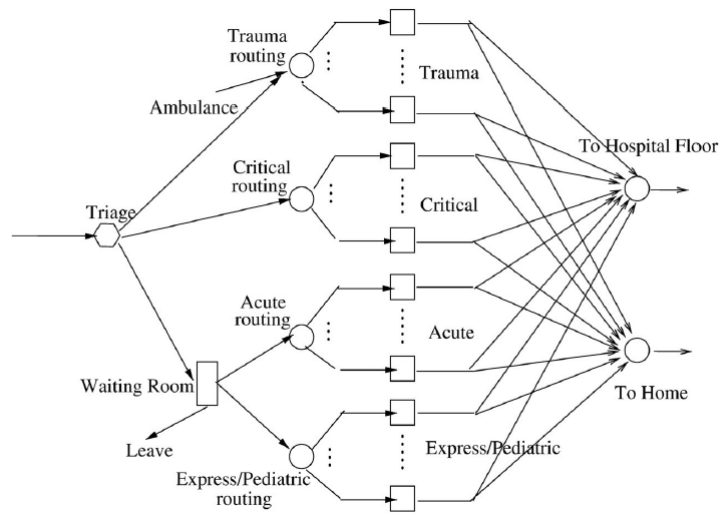 Trauma
routing
Trauma
Ambulance
To Hospital Floor
Critical
routing
Critical
Triage
Acute
routing
Acute
Waiting Room
To Home
Leave
Express/Pediatric
Express/Pediatric
routing